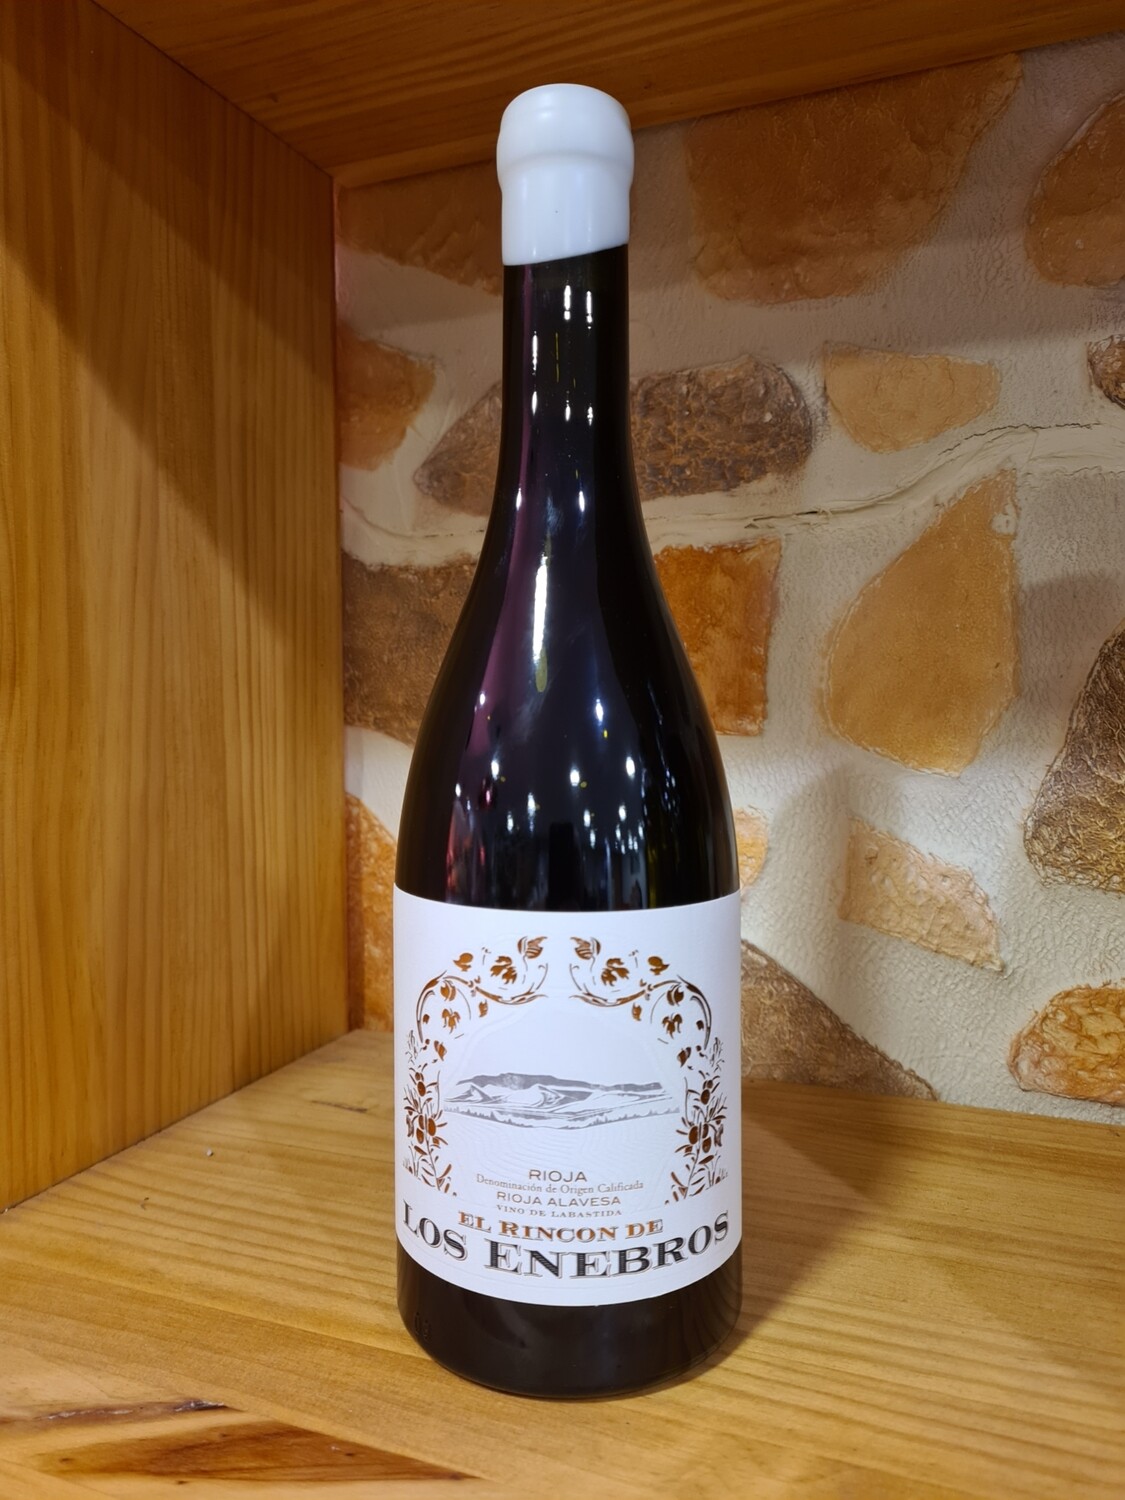 RIOJA
Denominación de Origen Calificada
RIOJA ALAVESA
VINO DE LABASTIDA
EL RINCON DE
LOS ENEBROS